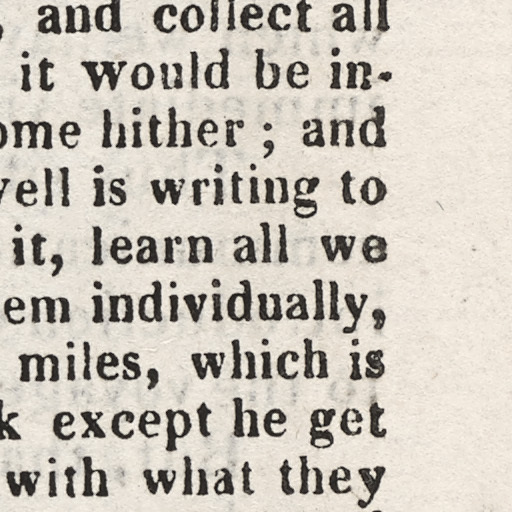 , and collect all
it would be in-
ome hither ; and
vell is writing to
it, learn all we
em individually,
miles, which is
k except he get
with what they